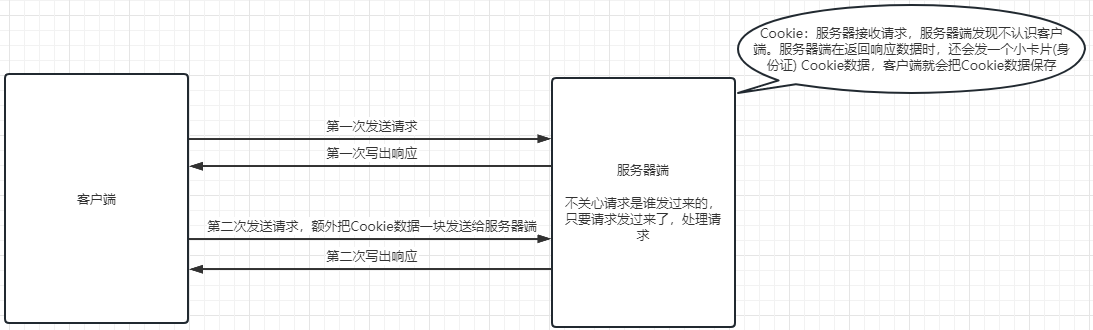 Cookie：服务器接收请求，服务器端发现不认识客户
端。服务器端在返回响应数据时，还会发一个小卡片(身
份证) Cookie数据，客户端就会把Cookie数据保存
第一次发送请求
第一次写出响应
客户端
服务器端
不关心请求是谁发过来的，
只要请求发过来了，处理请
求
第二次发送请求，额外把Cookie数据一块发送给服务器端
第二次写出响应